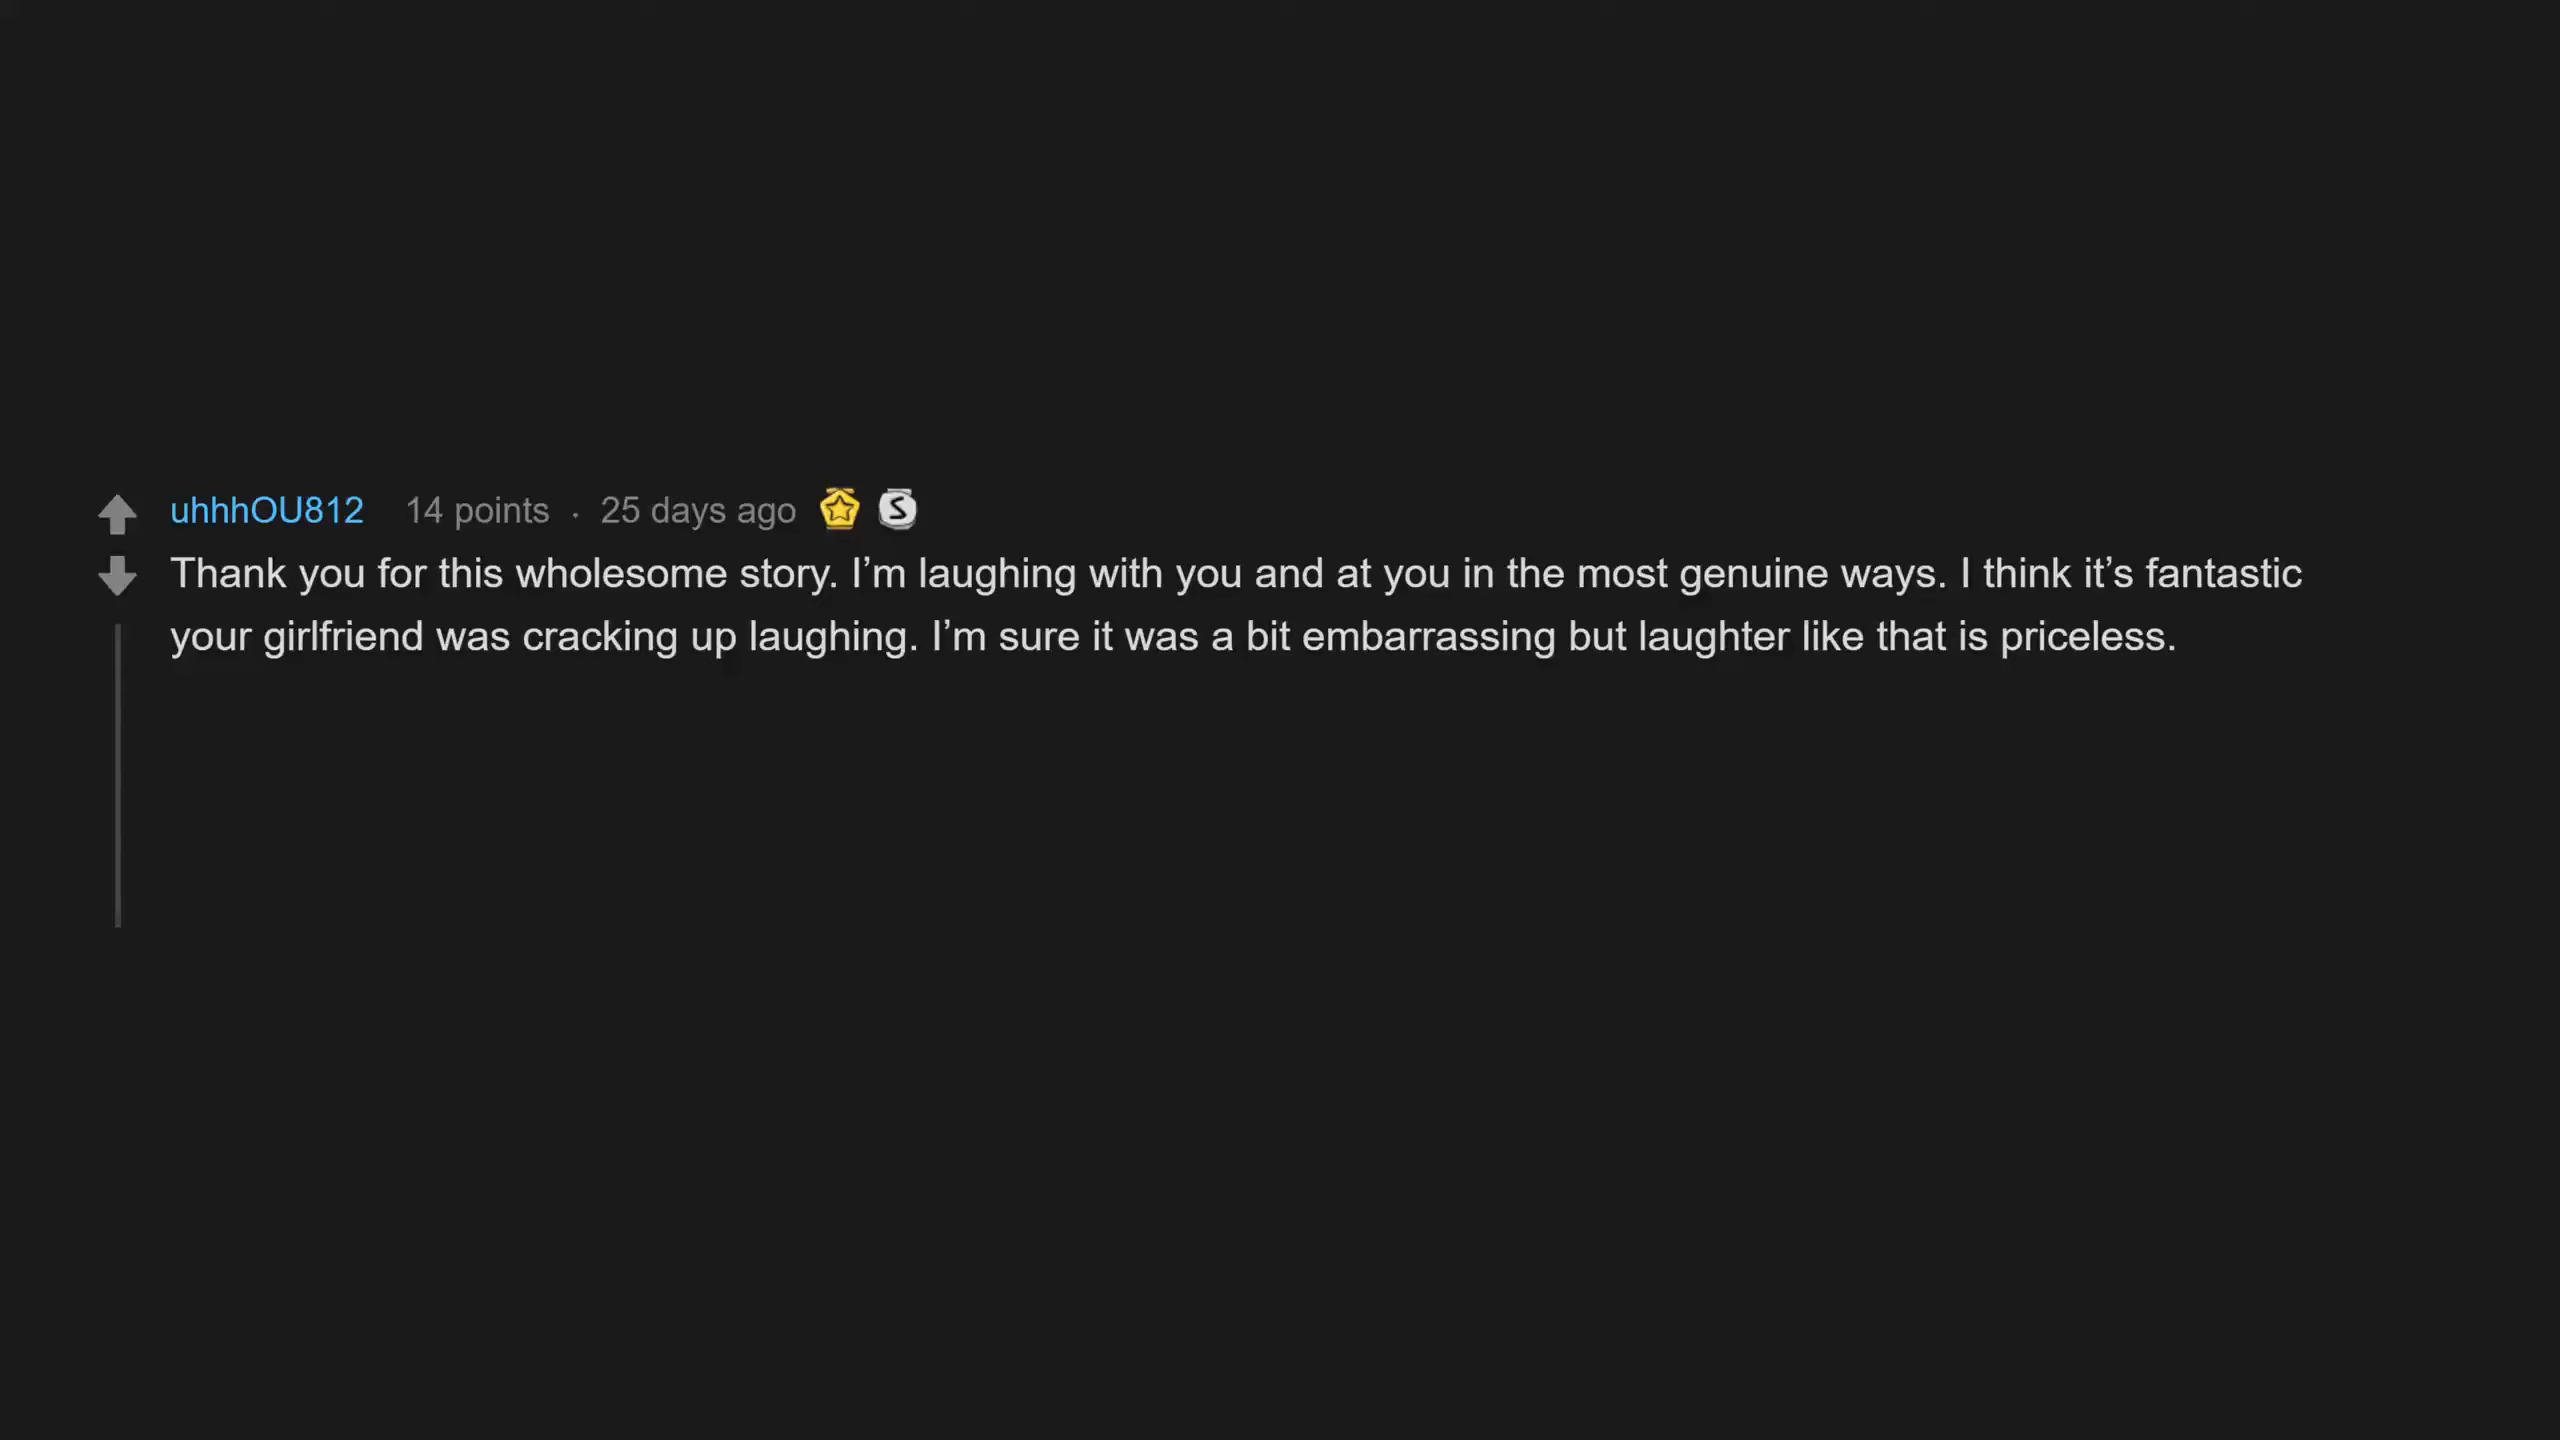 uhhhOU812 14 points · 25 days ago S
Thank you for this wholesome story. I’m laughing with you and at you in the most genuine ways. I think it’s fantastic
your girlfriend was cracking up laughing. I’m sure it was a bit embarrassing but laughter like that is priceless.